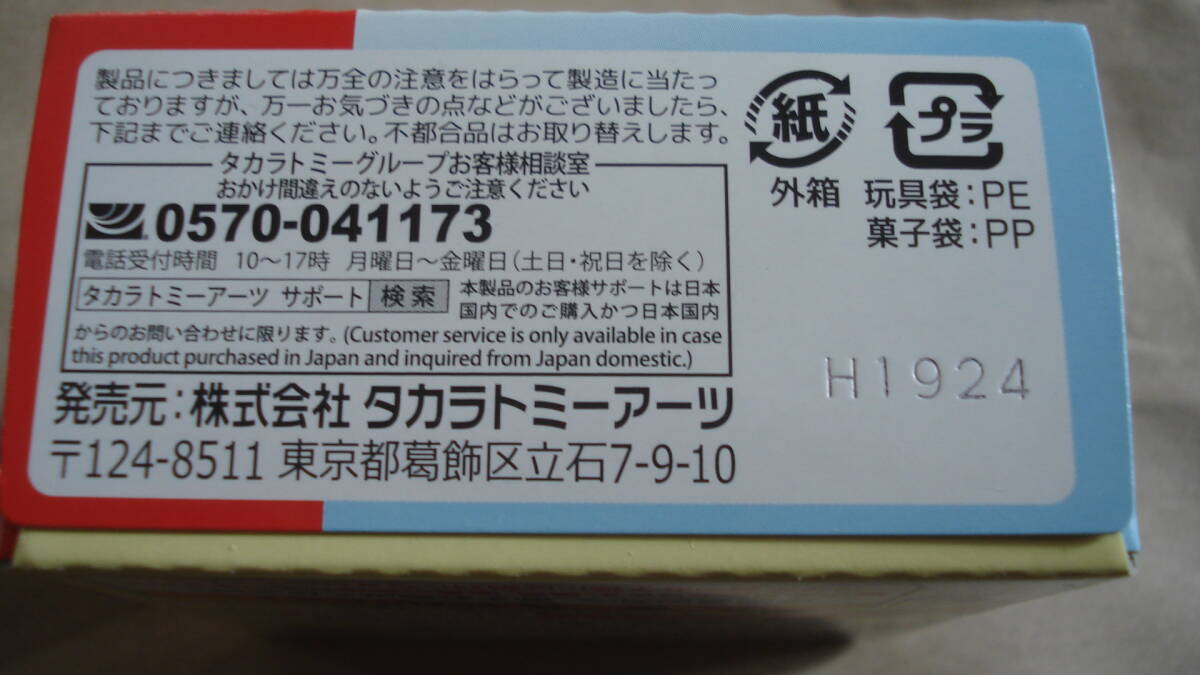 製品につきましては万全の注意をはらって製造に当たっ
ておりますが、万一お気づきの点などがございましたら、
下記までご連絡ください。不都合品はお取り替えします。
タカラトミーグループお客様相談室
おかけ間違えのないようご注意ください
0570-041173
電話受付時間 10〜17時 月曜日〜金曜日(土日・祝日を除く)
タカラトミーアーツ サポート 検索
本製品のお客様サポートは日本
国内でのご購入かつ日本国内
からのお問い合わせに限ります。(Customer service is only available in case
this product purchased in Japan and inquired from Japan domestic.)
発売元:株式会社 タカラトミーアーツ
〒124-8511 東京都葛飾区立石7-9-10
紙
プラ
外箱
玩具袋:PE
菓子袋:PP
H1924